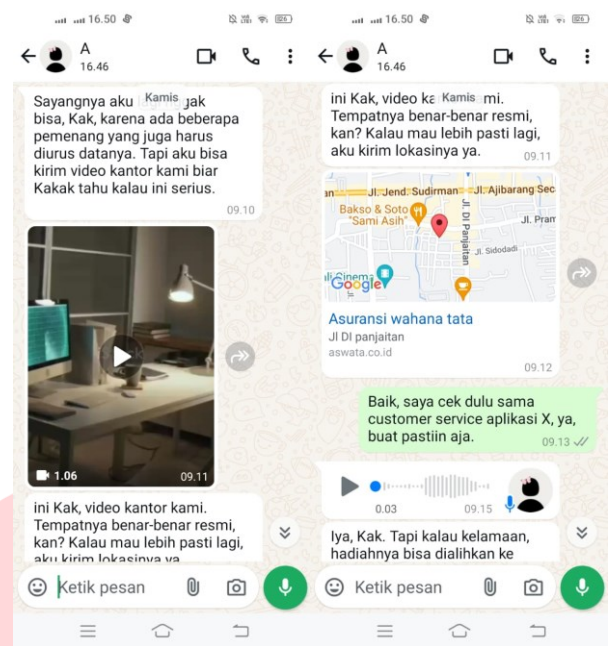 16.50
A
16.46
Kamis
Sayangnya aku gak
bisa, Kak, karena ada beberapa
pemenang yang juga harus
diurus datanya. Tapi aku bisa
kirim video kantor kami biar
Kakak tahu kalau ini serius.
09.10
1.06
09.11
ini Kak, video kantor kami.
Tempatnya benar-benar resmi,
kan? Kalau mau lebih pasti lagi,
aku kirim lokasinya ya
Ketik pesan
16.50
A
16.46
Kamis
ini Kak, video mi.
Tempatnya benar-benar resmi,
kan? Kalau mau lebih pasti lagi,
aku kirim lokasinya ya.
09.11
Jl. Jend. Sudirman
Jl. Ajibarang Sec
Bakso & Soto
"Sami Asih"
Jl. DI Panjaitan
Jl. Pram
Jl. Sidodadi
Google
Asuransi wahana tata
Jl DI panjaitan
aswata.co.id
09.12
Baik, saya cek dulu sama
customer service aplikasi X, ya,
buat pastiin aja.
09.13
0.03
09.15
Iya, Kak. Tapi kalau kelamaan,
hadiahnya bisa dialihkan ke
Ketik pesan